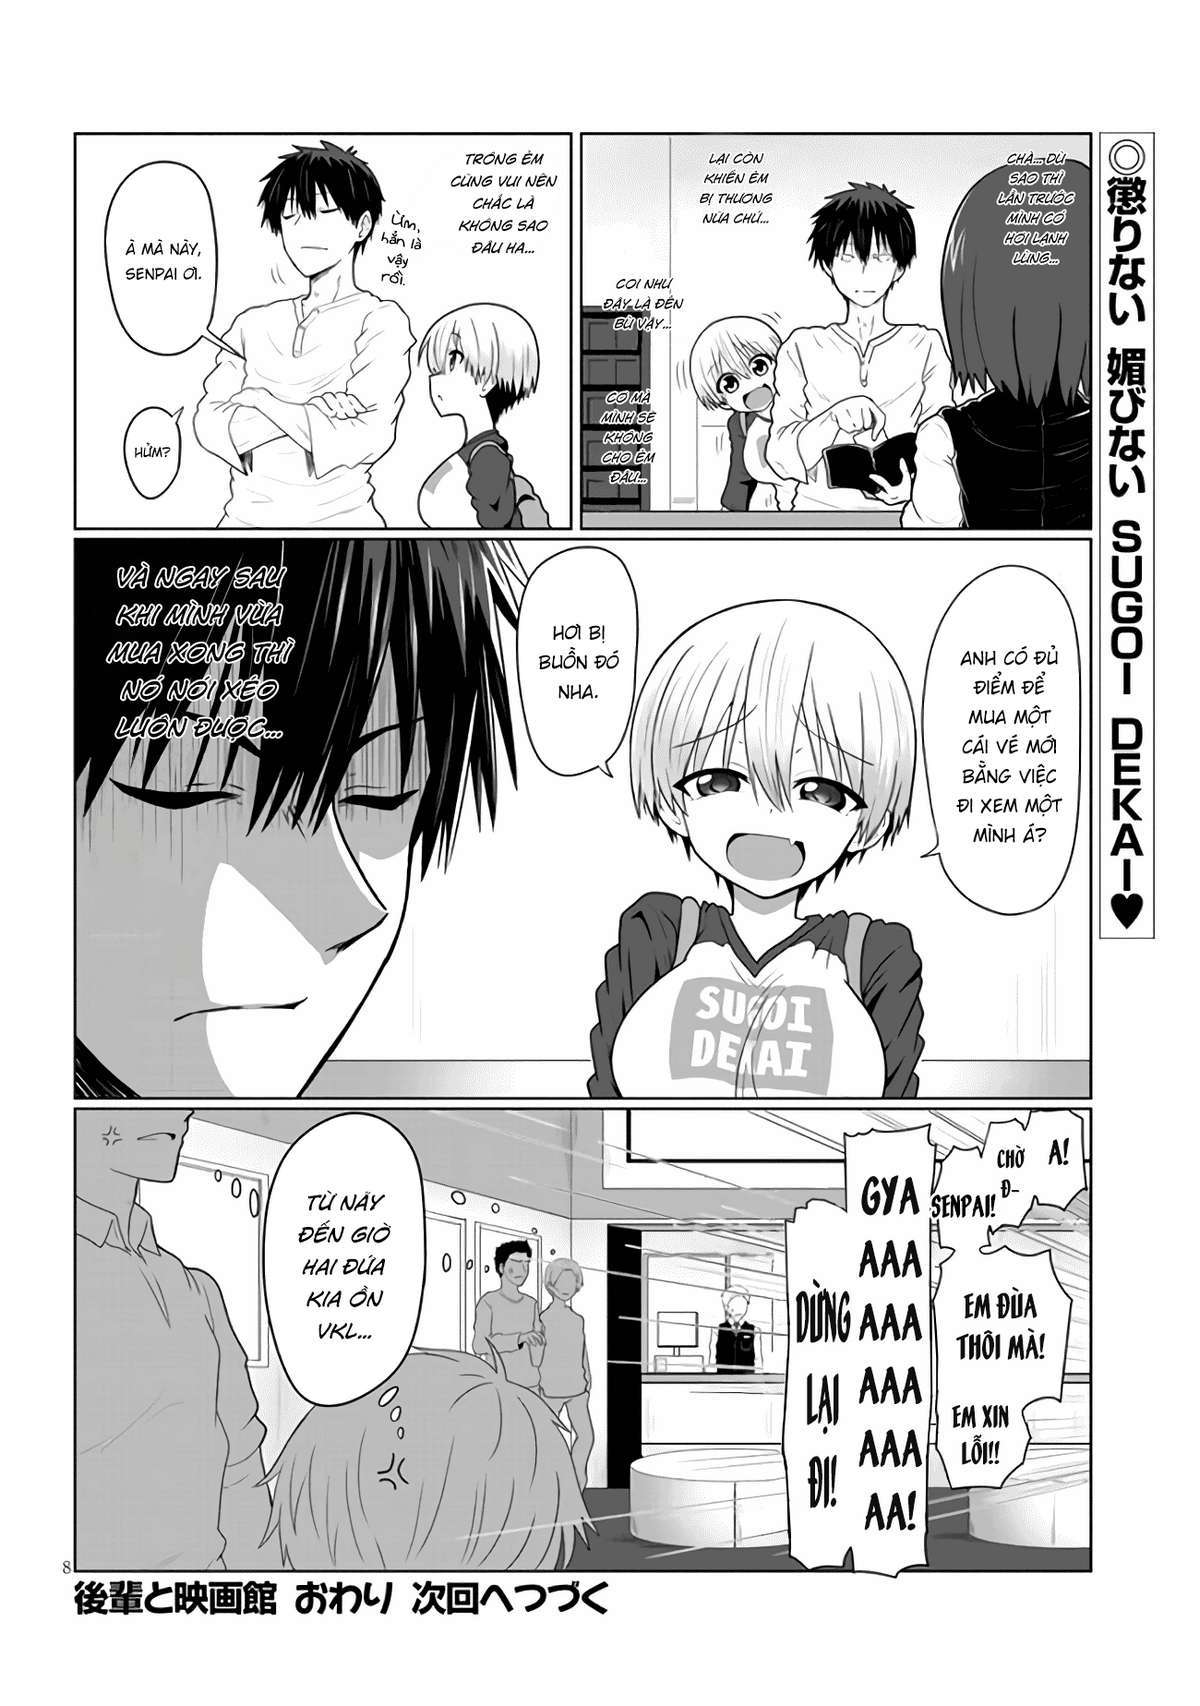 ◎懲りない 媚びない SUGOI DEKAI♥
CHÀ... DÙ
SAO THÌ
LẦN TRƯỚC
MÌNH CÓ
HƠI LẠNH
LÙNG...
LẠI CÒN
KHIẾN EM
BỊ THƯƠNG
NỮA CHỨ...
COI NHƯ
ĐÂY LÀ ĐỀN
BÙ VẬY...
CƠ MÀ
MÌNH SẼ
KHÔNG
CHO EM
ĐÂU...
TRÔNG EM
CŨNG VUI NÊN
CHẮC LÀ
KHÔNG SAO
ĐÂU HA...
Ừm,
hẳn là
vậy rồi.
À MÀ NÀY,
SENPAI ƠI.
HỬM?
ANH CÓ ĐỦ
ĐIỂM ĐỂ
MUA MỘT
CÁI VÉ MỚI
BẰNG VIỆC
ĐI XEM MỘT
MÌNH Á?
HƠI BỊ
BUỒN ĐÓ
NHA.
SUGOI
DEKAI
VÀ NGAY SAU
KHI MÌNH VỪA
MUA XONG THÌ
NÓ NÓI XÉO
LUÔN ĐƯỢC...
A!
CHỜ
Đ-
SENPAI!
EM ĐÙA
THÔI MÀ!
EM XIN
LỖI!!
GYA
AAA
AAA
AAA
AAA
AA!
DỪNG
LẠI
ĐI!
TỪ NÃY
ĐẾN GIỜ
HAI ĐỨA
KIA ỒN
VKL...
8
後輩と映画館 おわり 次回へつづく